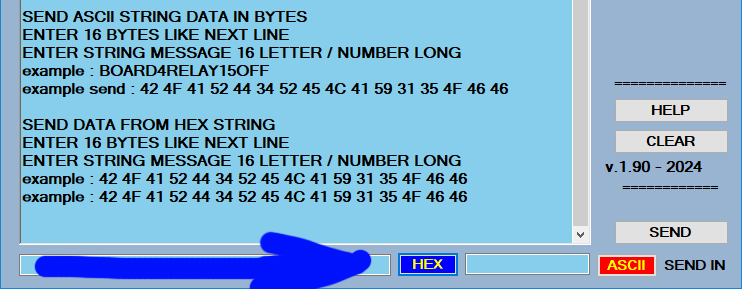 SEND ASCII STRING DATA IN BYTES
ENTER 16 BYTES LIKE NEXT LINE
ENTER STRING MESSAGE 16 LETTER / NUMBER LONG
example : BOARD4RELAY15OFF
example send : 42 4F 41 52 44 34 52 45 4C 41 59 31 35 4F 46 46
SEND DATA FROM HEX STRING
ENTER 16 BYTES LIKE NEXT LINE
ENTER STRING MESSAGE 16 LETTER / NUMBER LONG
example : 42 4F 41 52 44 34 52 45 4C 41 59 31 35 4F 46 46
example : 42 4F 41 52 44 34 52 45 4C 41 59 31 35 4F 46 46
==============
HELP
CLEAR
v.1.90 - 2024
============
SEND
HEX
ASCII SEND IN